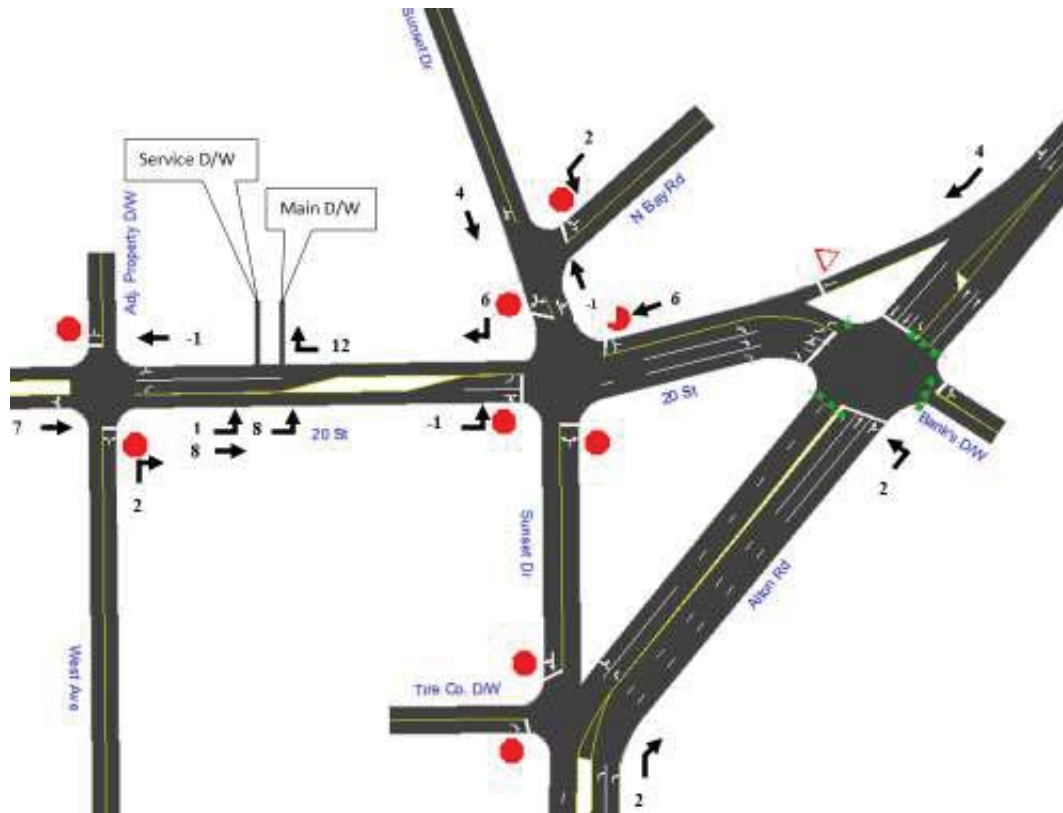 Sunset Dr
2
Service D/W
4
N Bay Rd
4
Adj. Property D/W
Main D/W
6
-1
6
-1
12
7
1
8
20 St
-1
20 St
8
Bank's D/W
2
2
Sunset Dr
Alton Rd
West Ave
Tire Co. D/W
2